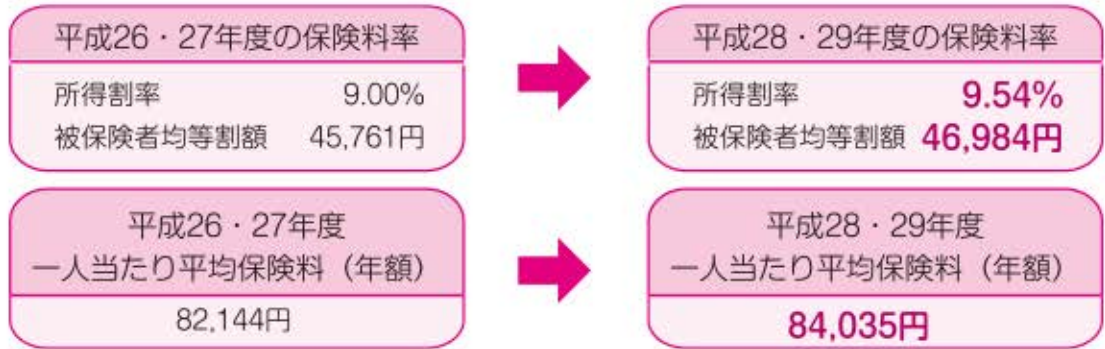 平成26・27年度の保険料率
所得割率 9.00%
被保険者均等割額 45,761円
平成28・29年度の保険料率
所得割率 9.54%
被保険者均等割額 46,984円
平成26・27年度
一人当たり平均保険料（年額）
82,144円
平成28・29年度
一人当たり平均保険料（年額）
84,035円